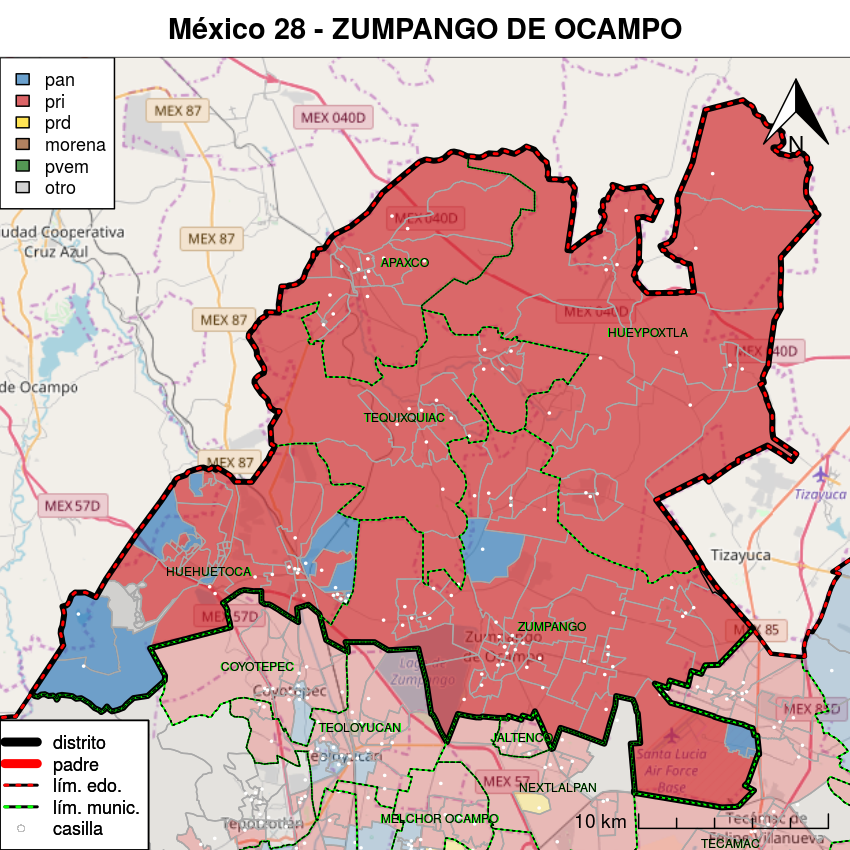 México 28 - ZUMPANGO DE OCAMPO
pan
pri
prd
morena
pvem
otro
MEX 87
MEX 040D
N
udad Cooperativa
Cruz Azul
MEX 87
MEX 040D
APAXCO
MEX 87
MEX 040D
HUEYPOXTLA
MEX 040D
de Ocampo
TEQUIXQUIAC
MEX 87
MEX 57D
Tizayuca
Tizayuca
HUEHUETOCA
MEX 57D
ZUMPANGO
MEX 85
Zumpango
de Ocampo
COYOTEPEC
Coyotepec
Zumpango
MEX 85D
TEOLOYUCAN
Teoloyucan
JALTENCO
Santa Lucía
Air Force
Base
MEX 57
NEXTLALPAN
distrito
padre
lím. edo.
lím. munic.
casilla
10 km
Tepotzotlán
MELCHOR OCAMPO
Tecámac de
Felipe Villanueva
TECAMAC